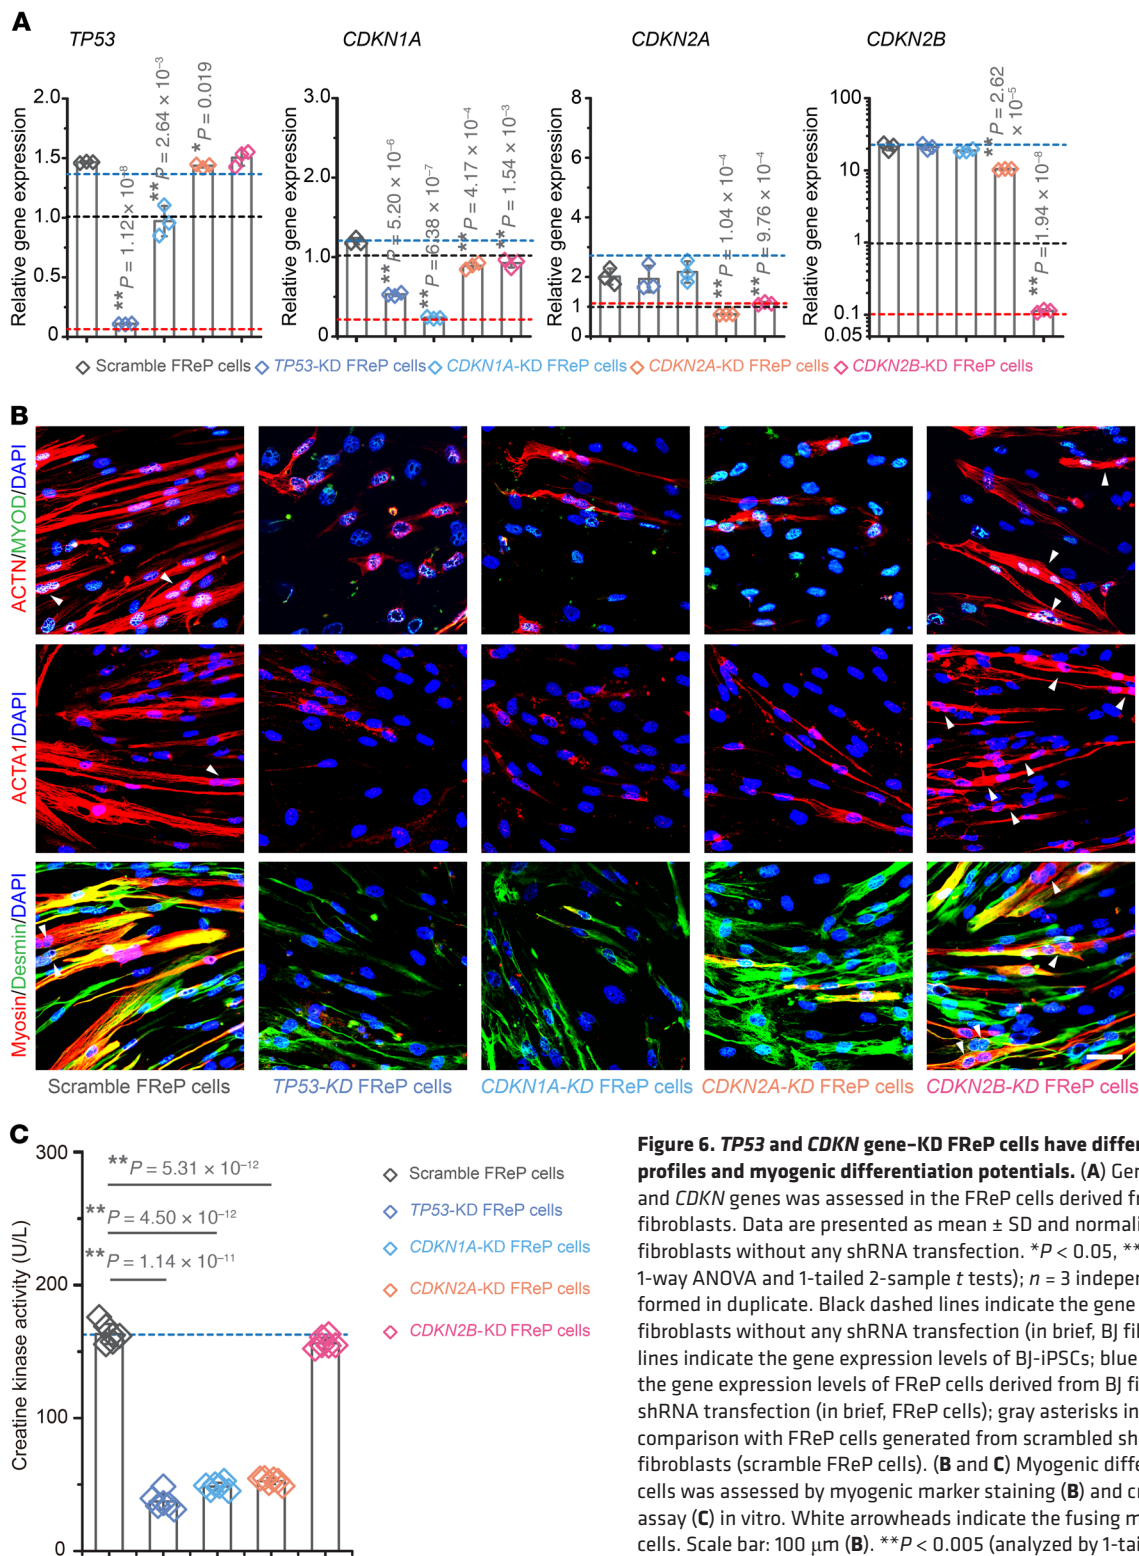 A
TP53
CDKN1A
CDKN2A
CDKN2B
Relative gene expression
2.0
1.5
1.0
0.5
0
**P = 1.12 × 10⁻⁸
**P = 2.64 × 10⁻³
*P = 0.019
Relative gene expression
3.0
2.0
1.0
0
**P = 5.20 × 10⁻⁶
**P = 6.38 × 10⁻⁷
**P = 4.17 × 10⁻⁴
**P = 1.54 × 10⁻³
Relative gene expression
8
6
4
2
1
0
**P = 1.04 × 10⁻⁴
**P = 9.76 × 10⁻⁴
Relative gene expression
100
10
1
0.1
0.05
**P = 2.62 × 10⁻⁵
**P = 1.94 × 10⁻⁸
Scramble FReP cells TP53-KD FReP cells CDKN1A-KD FReP cells CDKN2A-KD FReP cells CDKN2B-KD FReP cells
B
ACTN/MYOD/DAPI
ACTA1/DAPI
Myosin/Desmin/DAPI
Scramble FReP cells TP53-KD FReP cells CDKN1A-KD FReP cells CDKN2A-KD FReP cells CDKN2B-KD FReP cells
C
Creatine kinase activity (U/L)
300
200
100
0
**P = 5.31 × 10⁻¹²
**P = 4.50 × 10⁻¹²
**P = 1.14 × 10⁻¹¹
Scramble FReP cells
TP53-KD FReP cells
CDKN1A-KD FReP cells
CDKN2A-KD FReP cells
CDKN2B-KD FReP cells
Figure 6. TP53 and CDKN gene–KD FReP cells have differe
profiles and myogenic differentiation potentials. (A) Gen
and CDKN genes was assessed in the FReP cells derived fr
fibroblasts. Data are presented as mean ± SD and normali
fibroblasts without any shRNA transfection. *P < 0.05, **
1-way ANOVA and 1-tailed 2-sample t tests); n = 3 indepen
formed in duplicate. Black dashed lines indicate the gene
fibroblasts without any shRNA transfection (in brief, BJ fil
lines indicate the gene expression levels of BJ-iPSCs; blue
the gene expression levels of FReP cells derived from BJ fi
shRNA transfection (in brief, FReP cells); gray asterisks in
comparison with FReP cells generated from scrambled sh
fibroblasts (scramble FReP cells). (B and C) Myogenic diffe
cells was assessed by myogenic marker staining (B) and cr
assay (C) in vitro. White arrowheads indicate the fusing m
cells. Scale bar: 100 μm (B). **P < 0.005 (analyzed by 1-tai